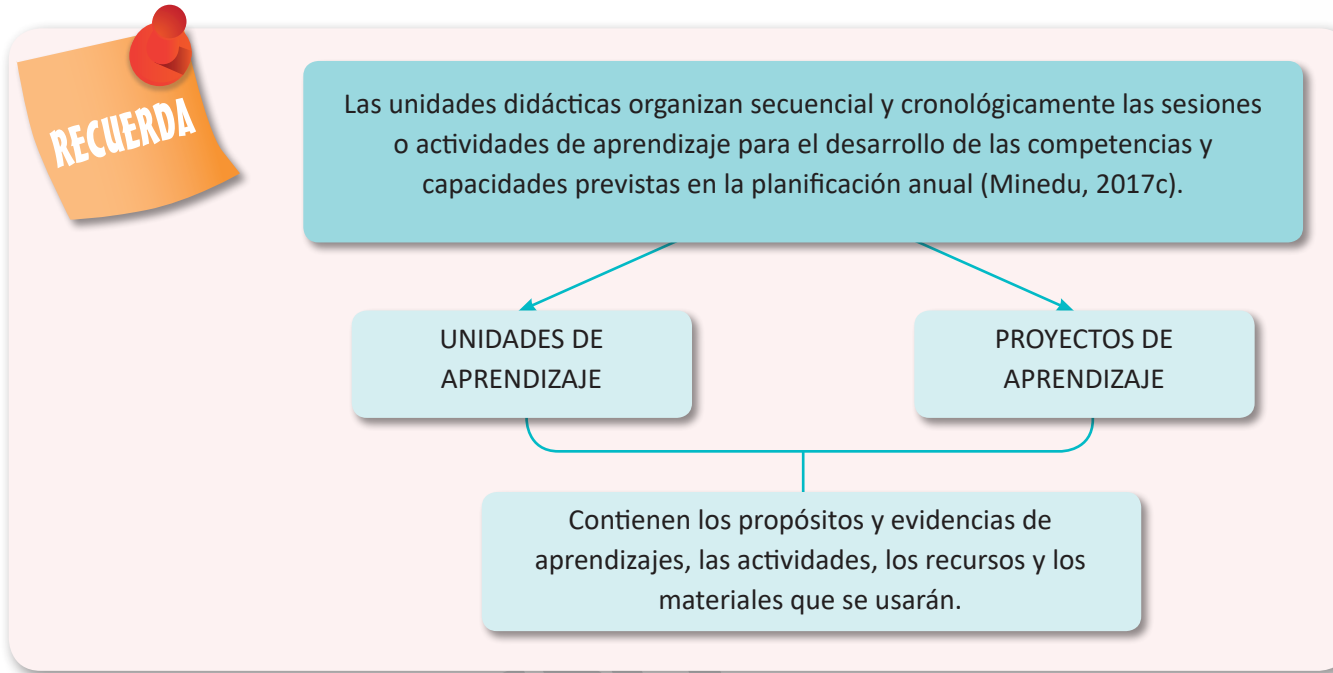 RECUERDA
Las unidades didácticas organizan secuencial y cronológicamente las sesiones
o actividades de aprendizaje para el desarrollo de las competencias y
capacidades previstas en la planificación anual (Minedu, 2017c).
UNIDADES DE
APRENDIZAJE
PROYECTOS DE
APRENDIZAJE
Contienen los propósitos y evidencias de
aprendizajes, las actividades, los recursos y los
materiales que se usarán.